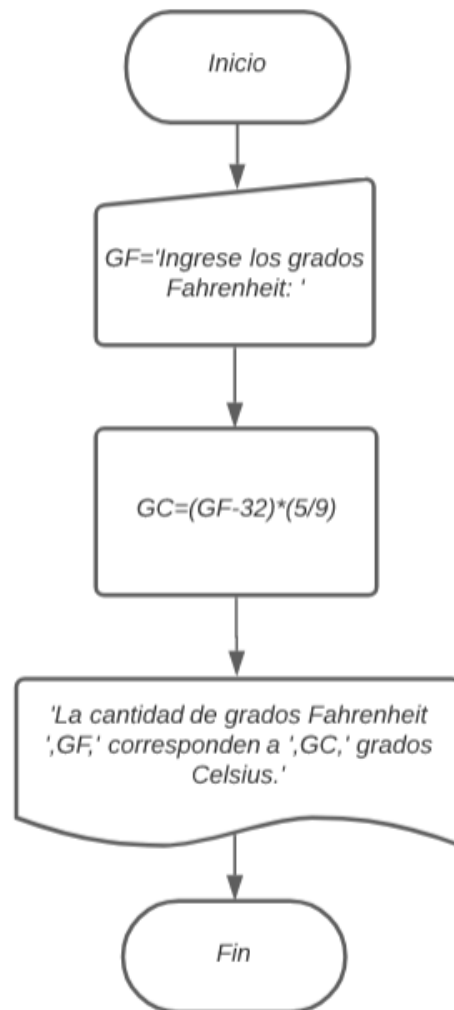 Inicio
GF='Ingrese los grados
Fahrenheit: '
GC=(GF-32)*(5/9)
'La cantidad de grados Fahrenheit
',GF,' corresponden a ',GC,' grados
Celsius.'
Fin